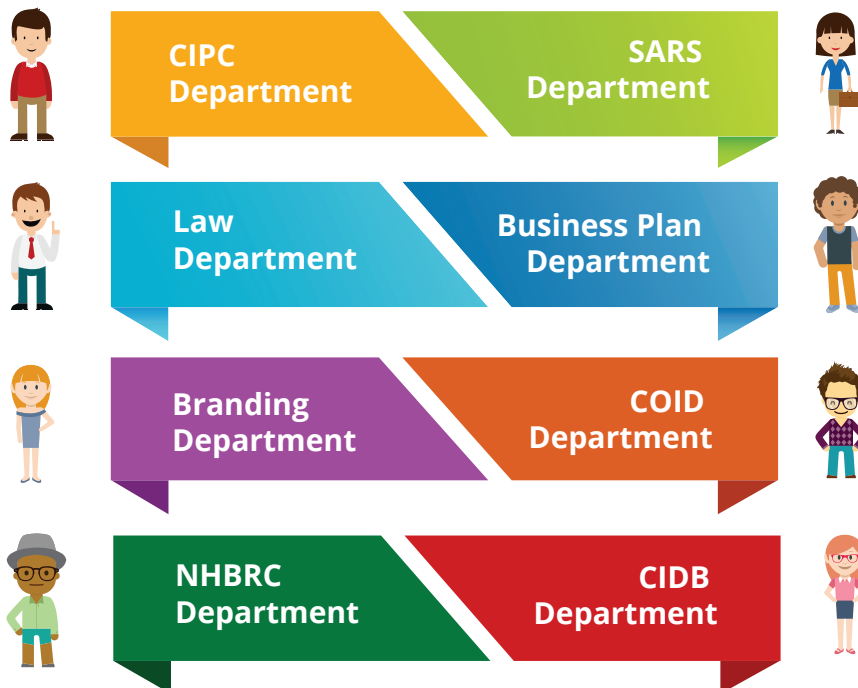 CIPC
Department
SARS
Department
Law
Department
Business Plan
Department
Branding
Department
COID
Department
NHBRC
Department
CIDB
Department